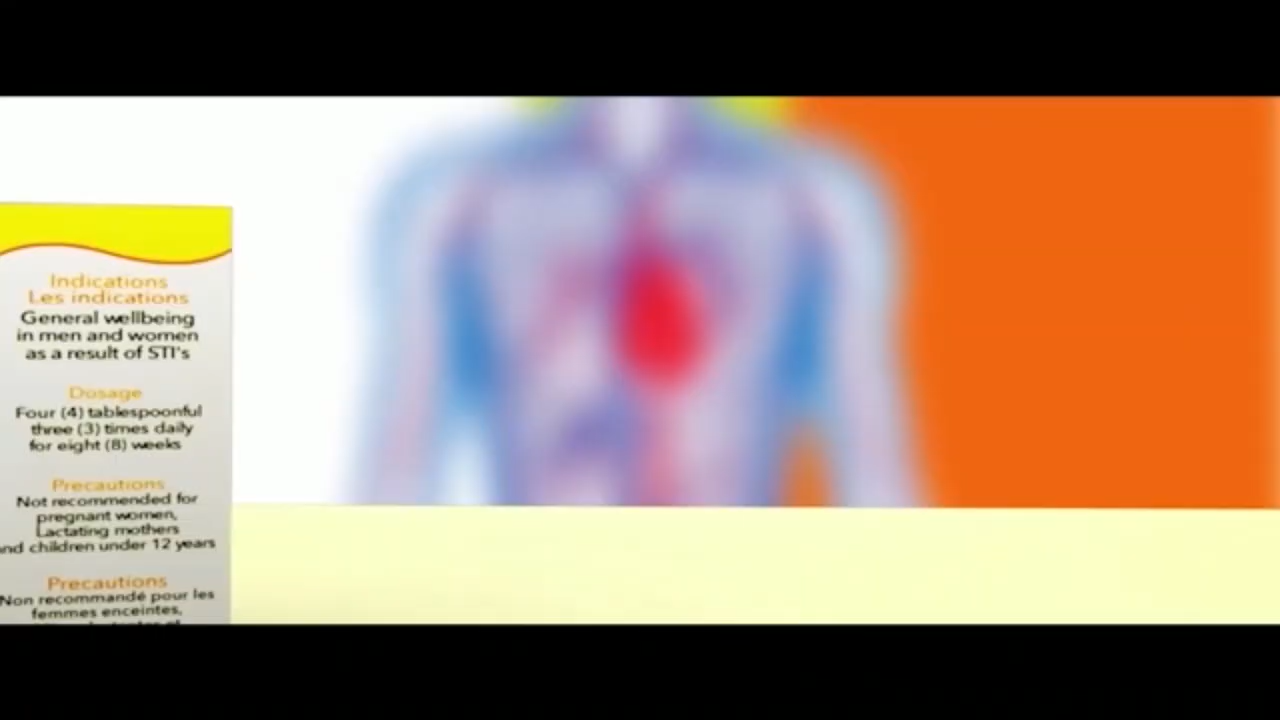 Indications
Les indications
General wellbeing
in men and women
as a result of STI's
Dosage
Four (4) tablespoonful
three (3) times daily
for eight (8) weeks
Precautions
Not recommended for
pregnant women,
Lactating mothers
nd children under 12 years
Precautions
Non recommandé pour les
femmes enceintes,